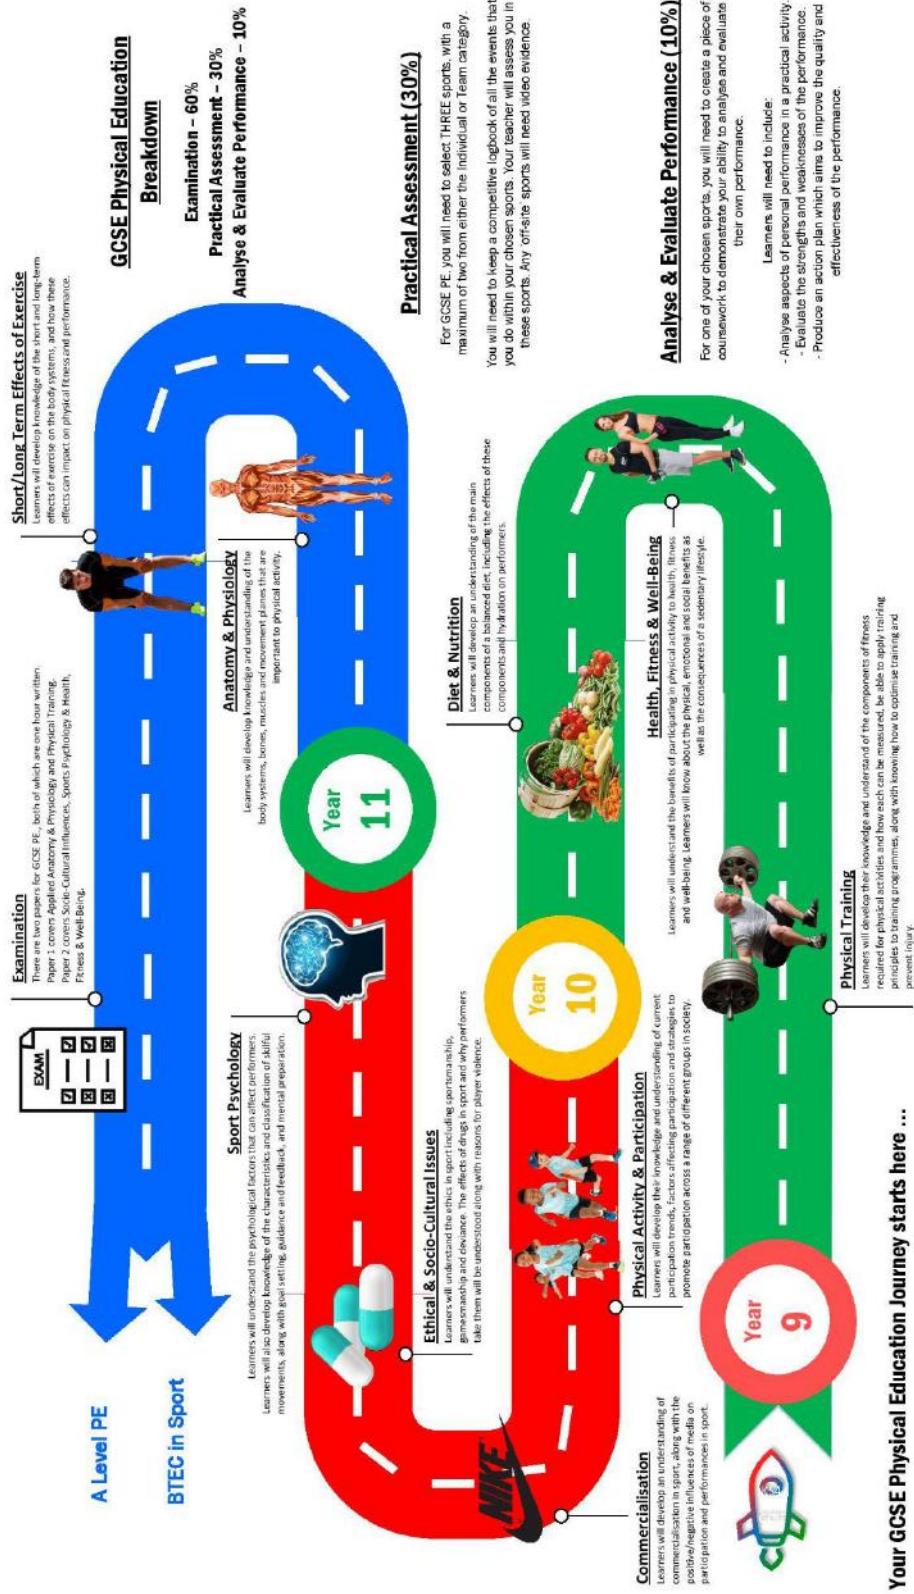 Short/Long Term Effects of Exercise
Learners will develop knowledge of the short and long-term
effects of exercise on the body systems, and how these
effects can impact on physical fitness and performance.
GCSE Physical Education
Breakdown
Examination – 60%
Practical Assessment – 30%
Analyse & Evaluate Performance – 10%
Examination
There are two papers for GCSE PE, both of which are one hour written.
Paper 1 covers Applied Anatomy & Physiology and Physical Training.
Paper 2 covers Socio-Cultural Influences, Sports Psychology & Health,
Fitness & Well-Being.
EXAM
A Level PE
BTEC in Sport
Anatomy & Physiology
Learners will develop knowledge and understanding of the
body systems, bones, muscles and movement planes that are
important to physical activity.
Practical Assessment (30%)
For GCSE PE, you will need to select THREE sports, with a
maximum of two from either the Individual or Team category.
You will need to keep a competitive logbook of all the events that
you do within your chosen sports. Your teacher will assess you in
these sports. Any 'off-site' sports will need video evidence.
Sport Psychology
Learners will understand the psychological factors that can affect performers.
Learners will also develop knowledge of the characteristics and classification of skilful
movements, along with goal setting, guidance and feedback, and mental preparation.
Year
11
Ethical & Socio-Cultural Issues
Learners will understand the ethics in sport including sportsmanship,
gamesmanship and deviance. The effects of drugs in sport and why performers
take them will be understood along with reasons for player violence.
Diet & Nutrition
Learners will develop an understanding of the main
components of a balanced diet, including the effects of these
components and hydration on performers.
NIKE
Year
10
Analyse & Evaluate Performance (10%)
For one of your chosen sports, you will need to create a piece of
coursework to demonstrate your ability to analyse and evaluate
their own performance.
Learners will need to include:
- Analyse aspects of personal performance in a practical activity.
- Evaluate the strengths and weaknesses of the performance.
- Produce an action plan which aims to improve the quality and
effectiveness of the performance.
Commercialisation
Learners will develop an understanding of
commercialisation in sport, along with the
positive/negative influences of media on
participation and performances in sport.
Physical Activity & Participation
Learners will develop their knowledge and understanding of current
participation trends, factors affecting participation and strategies to
promote participation across a range of different groups in society.
Health, Fitness & Well-Being
Learners will understand the benefits of participating in physical activity to health, fitness
and well-being. Learners will know about the physical, emotional and social benefits as
well as the consequences of a sedentary lifestyle.
Year
9
Physical Training
Learners will develop their knowledge and understand of the components of fitness
required for physical activities and how each can be measured, be able to apply training
principles to training programmes, along with knowing how to optimise training and
prevent injury.
Your GCSE Physical Education Journey starts here ...